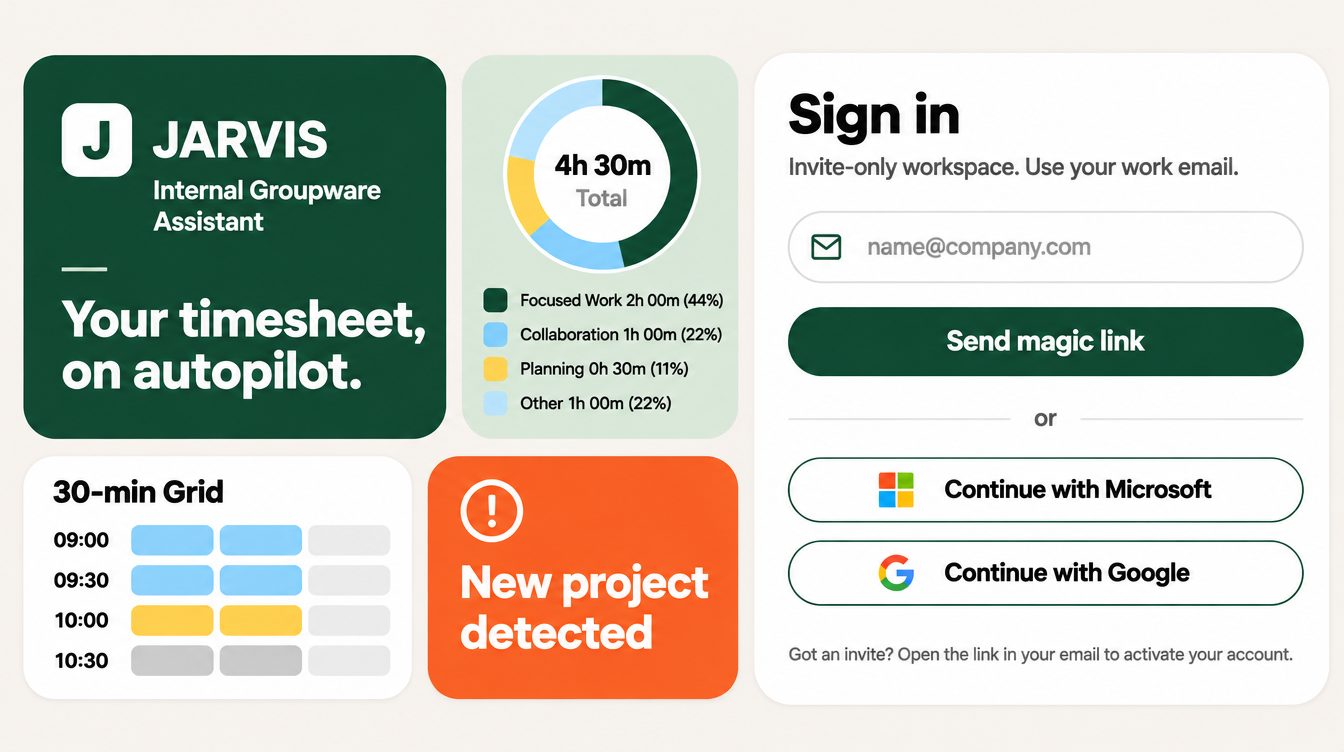 J
JARVIS
Internal Groupware
Assistant
Your timesheet,
on autopilot.
4h 30m
Total
Focused Work 2h 00m (44%)
Collaboration 1h 00m (22%)
Planning 0h 30m (11%)
Other 1h 00m (22%)
30-min Grid
09:00
09:30
10:00
10:30
!
New project
detected
Sign in
Invite-only workspace. Use your work email.
name@company.com
Send magic link
or
Continue with Microsoft
G Continue with Google
Got an invite? Open the link in your email to activate your account.